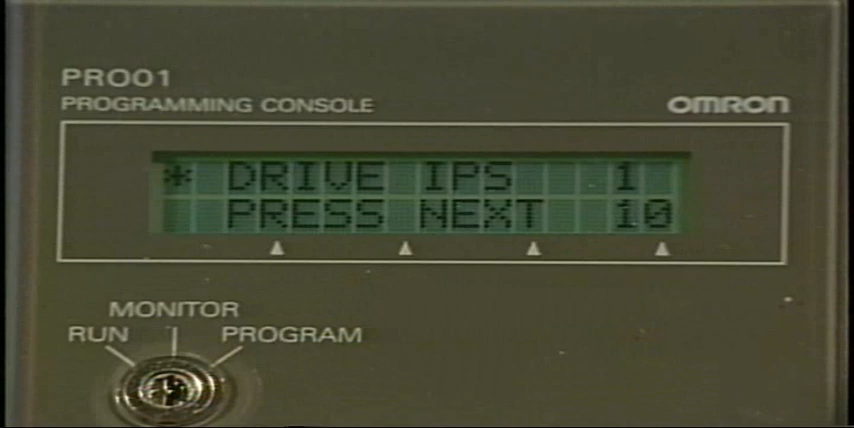 PRO01
PROGRAMMING CONSOLE
OMRON
* DRIVE IPS 1
PRESS NEXT 10
MONITOR
RUN
PROGRAM